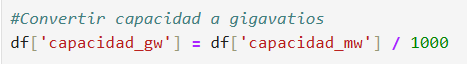 #Convertir capacidad a gigavatios
df['capacidad_gw'] = df['capacidad_mw'] / 1000